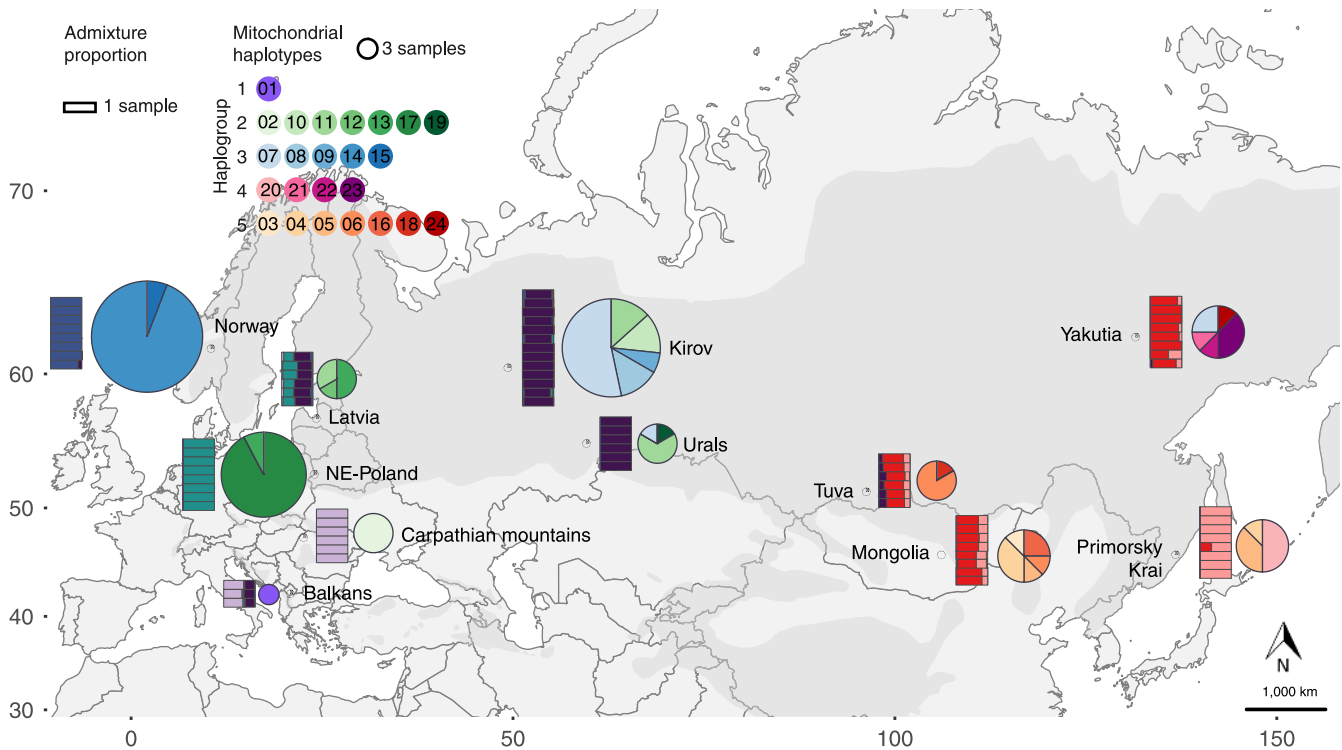 Admixture
proportion
1 sample
Mitochondrial
haplotypes
3 samples
Haplogroup
1 01
2 02 10 11 12 13 17 19
3 07 08 09 14 15
4 20 21 22 23
5 03 04 05 06 16 18 24
70
60
50
40
30
Norway
Kirov
Yakutia
Latvia
Urals
NE-Poland
Tuva
Carpathian mountains
Mongolia
Primorsky
Krai
Balkans
N
1,000 km
0
50
100
150